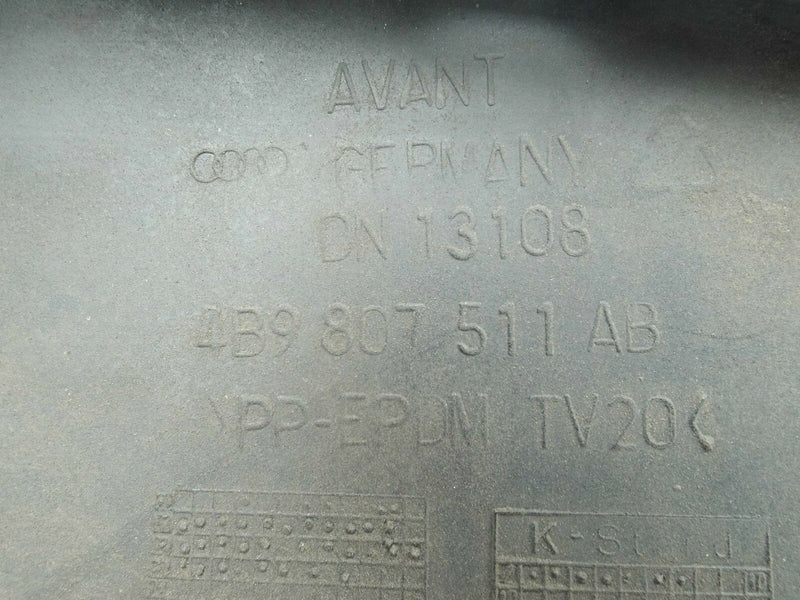 AVANT
GERMANY
DN 13108
4B9 807 511 AB
>PP-EPDM TV20<